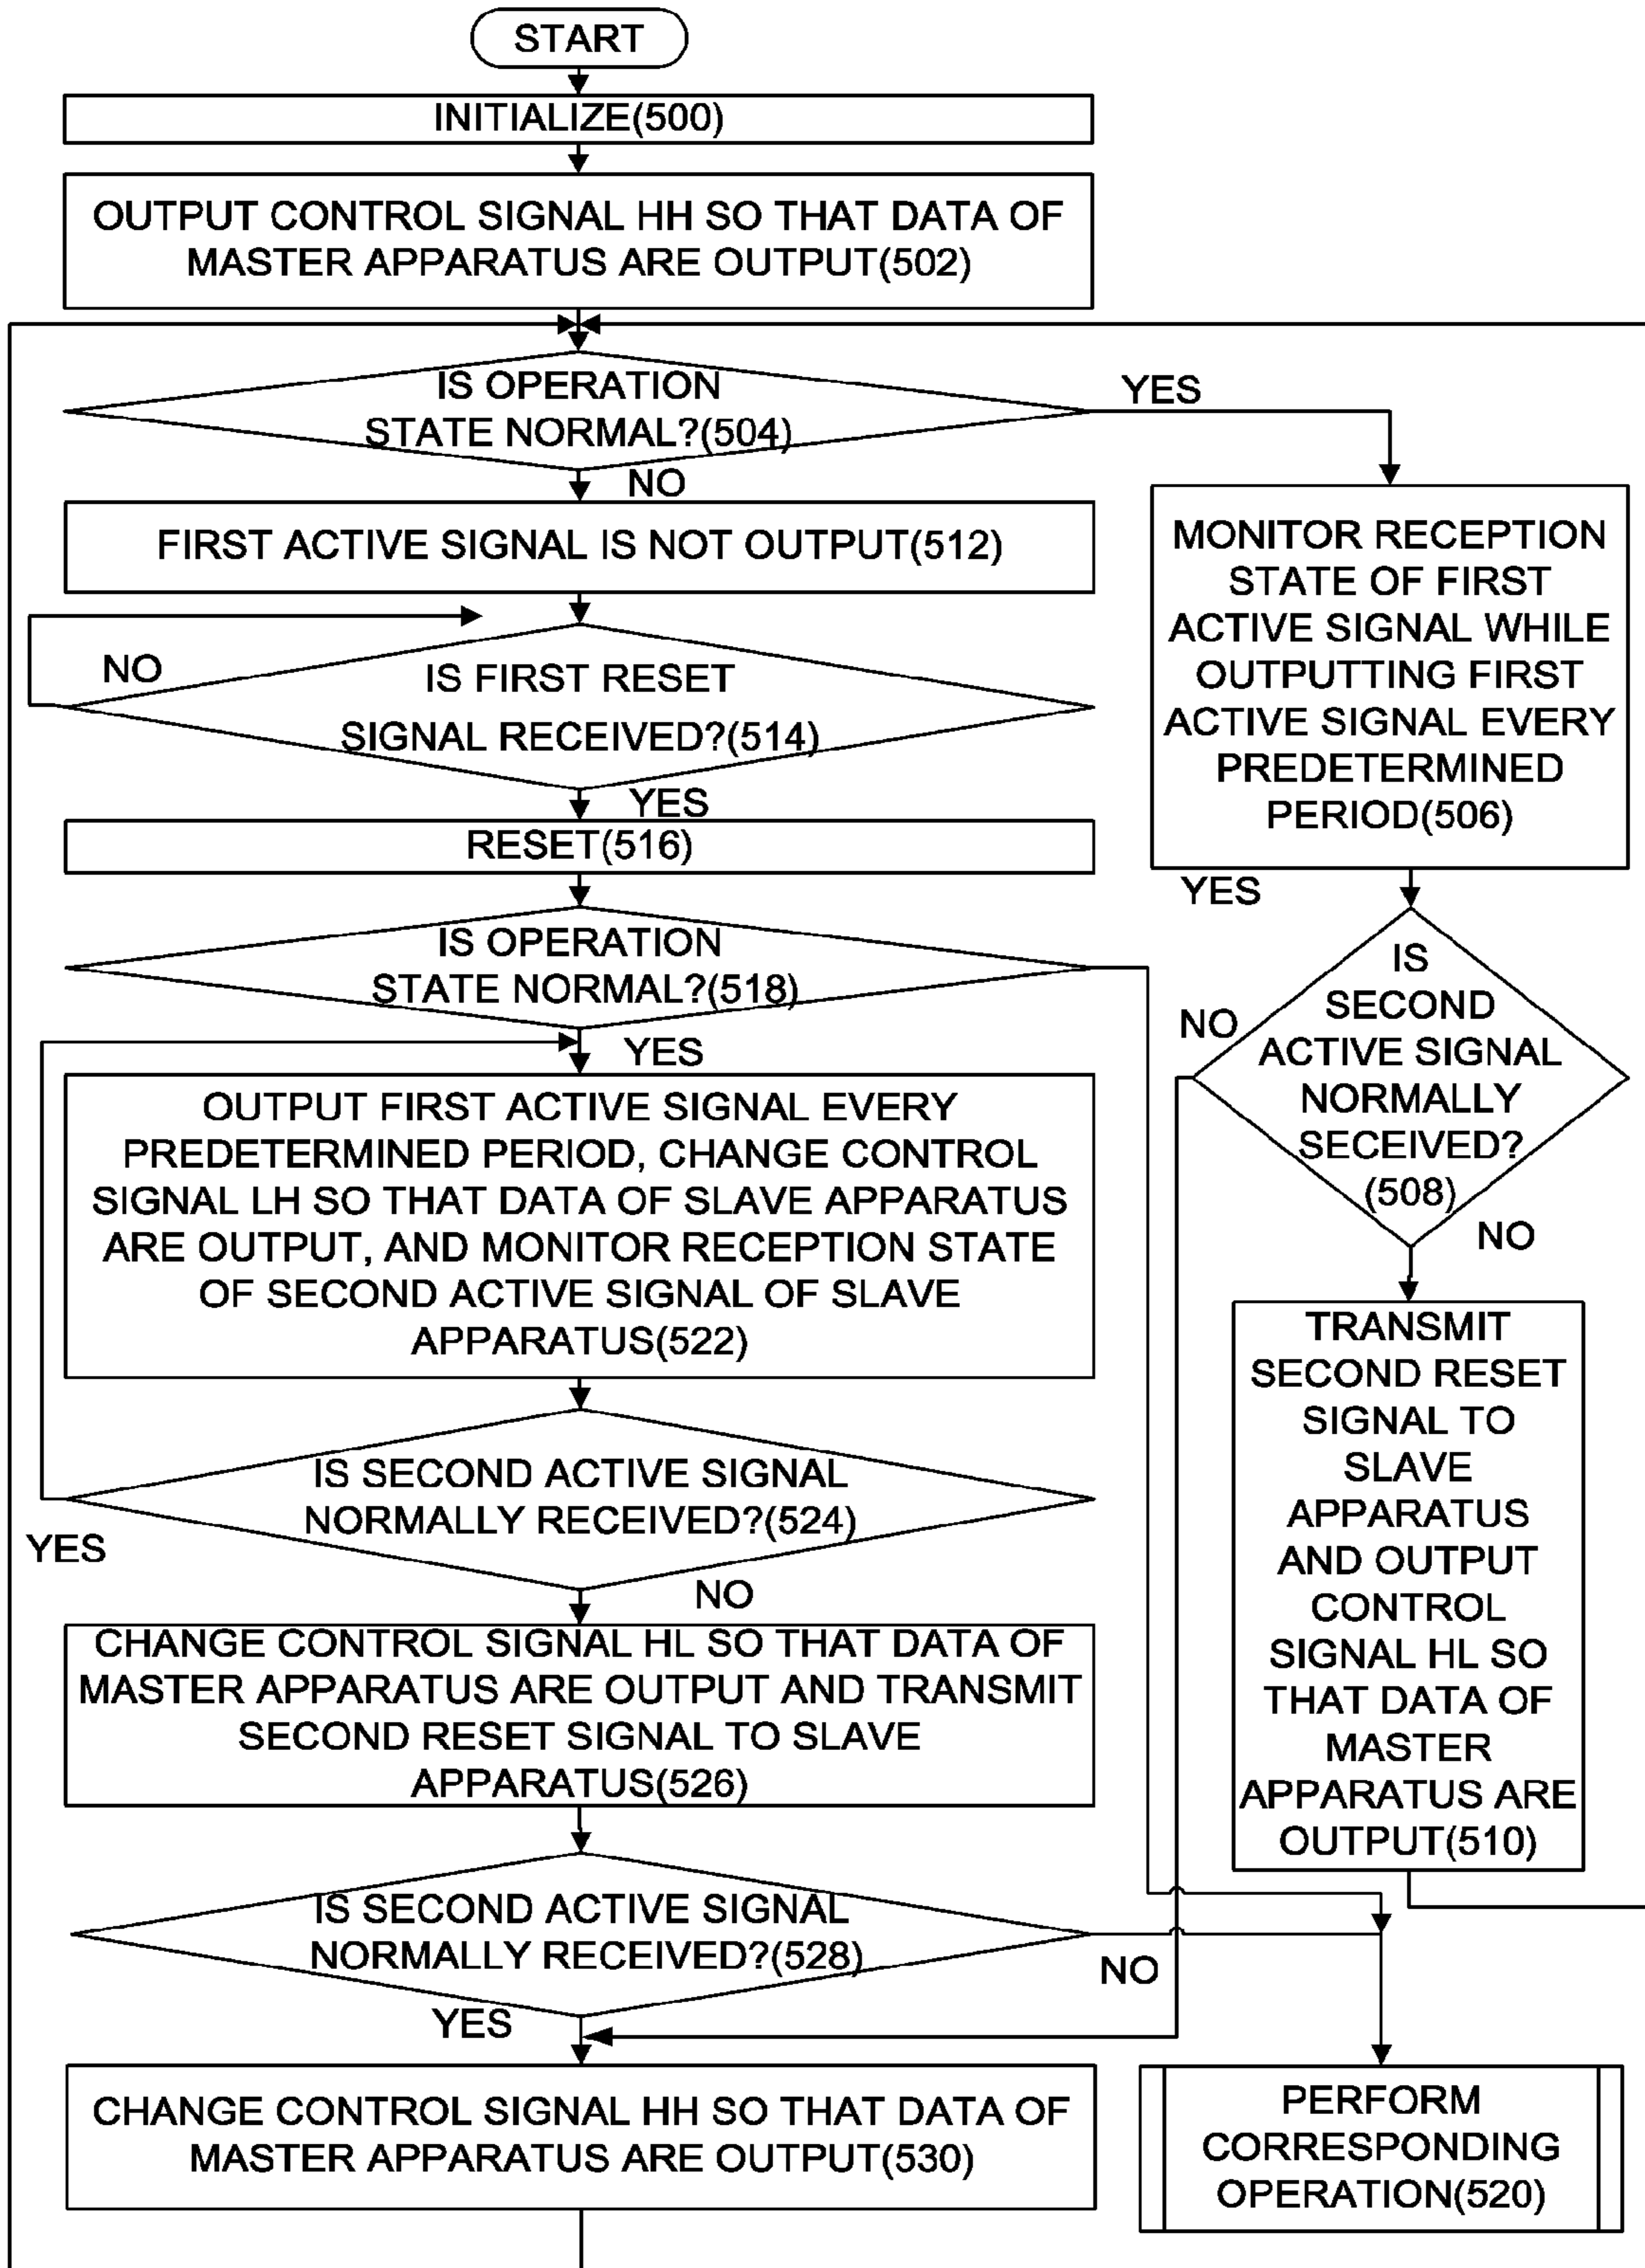 START
INITIALIZE(500)
OUTPUT CONTROL SIGNAL HH SO THAT DATA OF
MASTER APPARATUS ARE OUTPUT(502)
IS OPERATION
STATE NORMAL?(504)
YES
NO
FIRST ACTIVE SIGNAL IS NOT OUTPUT(512)
MONITOR RECEPTION
STATE OF FIRST
ACTIVE SIGNAL WHILE
OUTPUTTING FIRST
ACTIVE SIGNAL EVERY
PREDETERMINED
PERIOD(506)
NO
IS FIRST RESET
SIGNAL RECEIVED?(514)
YES
RESET(516)
YES
IS OPERATION
STATE NORMAL?(518)
YES
IS
SECOND
ACTIVE SIGNAL
NORMALLY
SECEIVED?
(508)
NO
NO
OUTPUT FIRST ACTIVE SIGNAL EVERY
PREDETERMINED PERIOD, CHANGE CONTROL
SIGNAL LH SO THAT DATA OF SLAVE APPARATUS
ARE OUTPUT, AND MONITOR RECEPTION STATE
OF SECOND ACTIVE SIGNAL OF SLAVE
APPARATUS(522)
TRANSMIT
SECOND RESET
SIGNAL TO
SLAVE
APPARATUS
AND OUTPUT
CONTROL
SIGNAL HL SO
THAT DATA OF
MASTER
APPARATUS ARE
OUTPUT(510)
IS SECOND ACTIVE SIGNAL
NORMALLY RECEIVED?(524)
YES
NO
CHANGE CONTROL SIGNAL HL SO THAT DATA OF
MASTER APPARATUS ARE OUTPUT AND TRANSMIT
SECOND RESET SIGNAL TO SLAVE
APPARATUS(526)
IS SECOND ACTIVE SIGNAL
NORMALLY RECEIVED?(528)
NO
YES
CHANGE CONTROL SIGNAL HH SO THAT DATA OF
MASTER APPARATUS ARE OUTPUT(530)
PERFORM
CORRESPONDING
OPERATION(520)